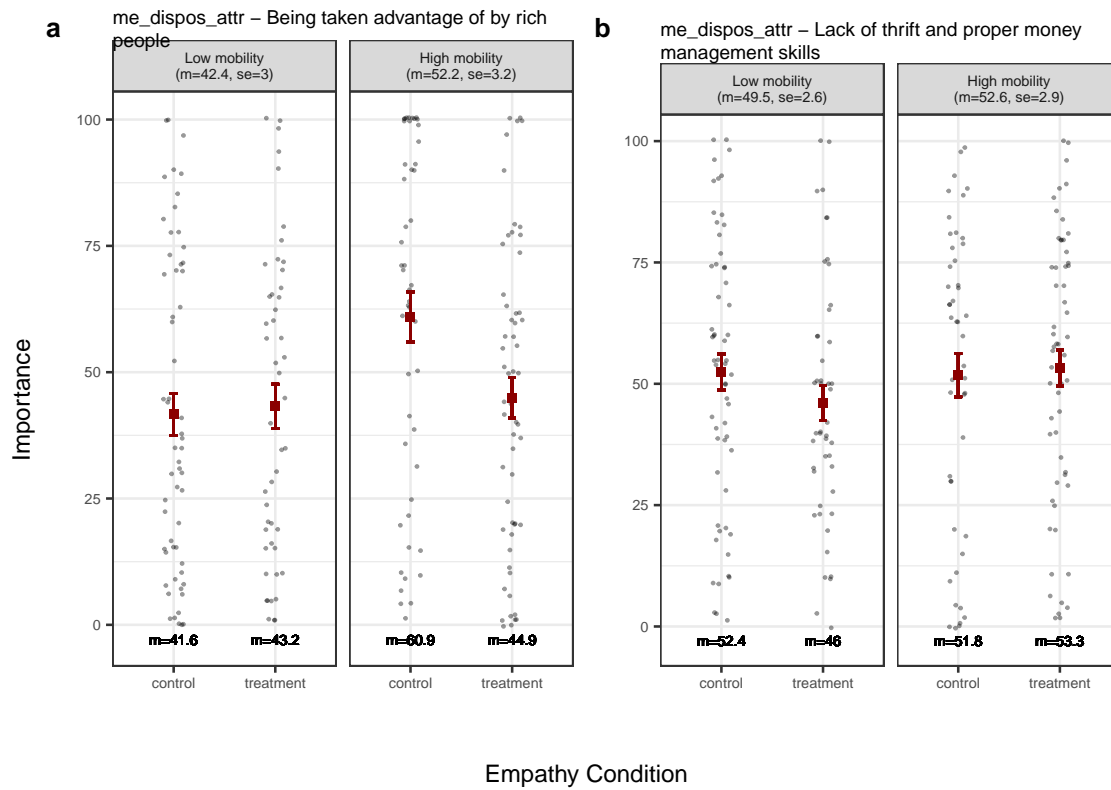 a
me_dispos_attr – Being taken advantage of by rich
people
Low mobility
(m=42.4, se=3)
High mobility
(m=52.2, se=3.2)
100
75
50
25
0
m=41.6
m=43.2
m=60.9
m=44.9
control
treatment
control
treatment
b
me_dispos_attr – Lack of thrift and proper money
management skills
Low mobility
(m=49.5, se=2.6)
High mobility
(m=52.6, se=2.9)
100
75
50
25
0
m=52.4
m=46
m=51.8
m=53.3
control
treatment
control
treatment
Importance
Empathy Condition